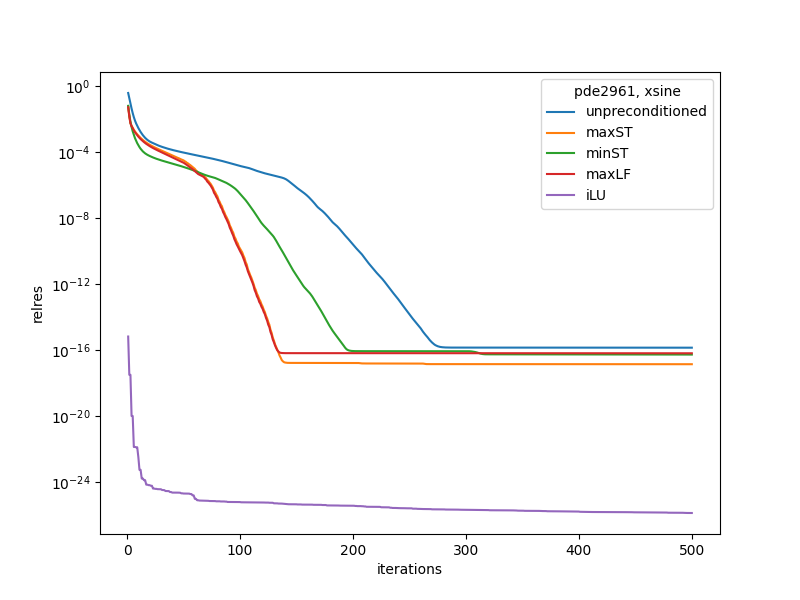 pde2961, xsine
unpreconditioned
maxST
minST
maxLF
iLU
10^0
10^-4
10^-8
10^-12
10^-16
10^-20
10^-24
relres
0 100 200 300 400 500
iterations